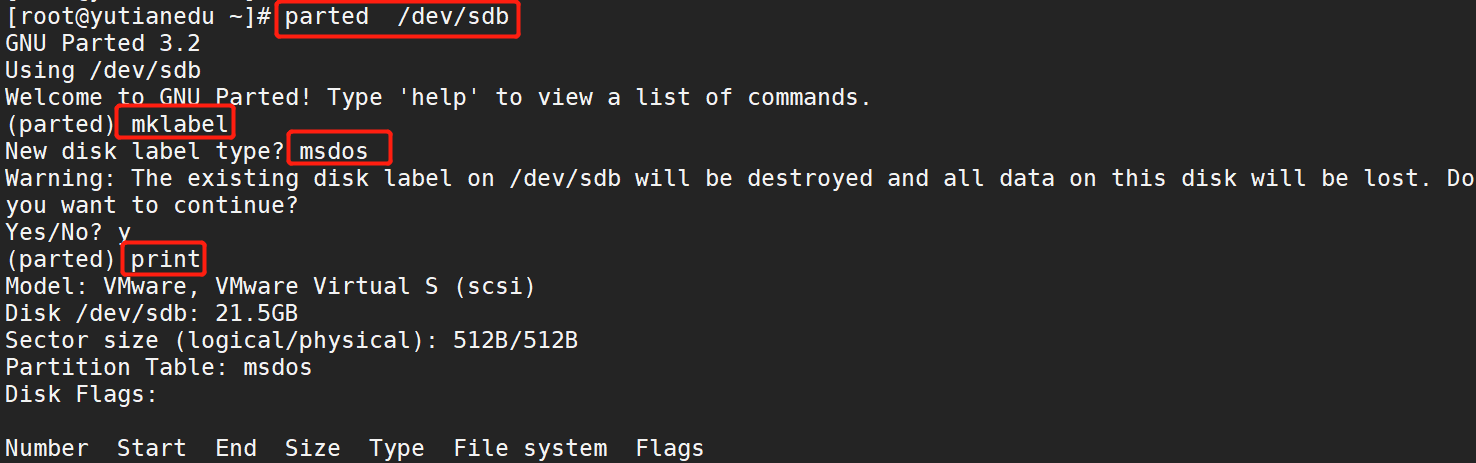 [root@yutianedu ~]# parted  /dev/sdb
GNU Parted 3.2
Using /dev/sdb
Welcome to GNU Parted! Type 'help' to view a list of commands.
(parted) mklabel
New disk label type? msdos
Warning: The existing disk label on /dev/sdb will be destroyed and all data on this disk will be lost. Do
you want to continue?
Yes/No? y
(parted) print
Model: VMware, VMware Virtual S (scsi)
Disk /dev/sdb: 21.5GB
Sector size (logical/physical): 512B/512B
Partition Table: msdos
Disk Flags:
Number  Start  End  Size  Type  File system  Flags